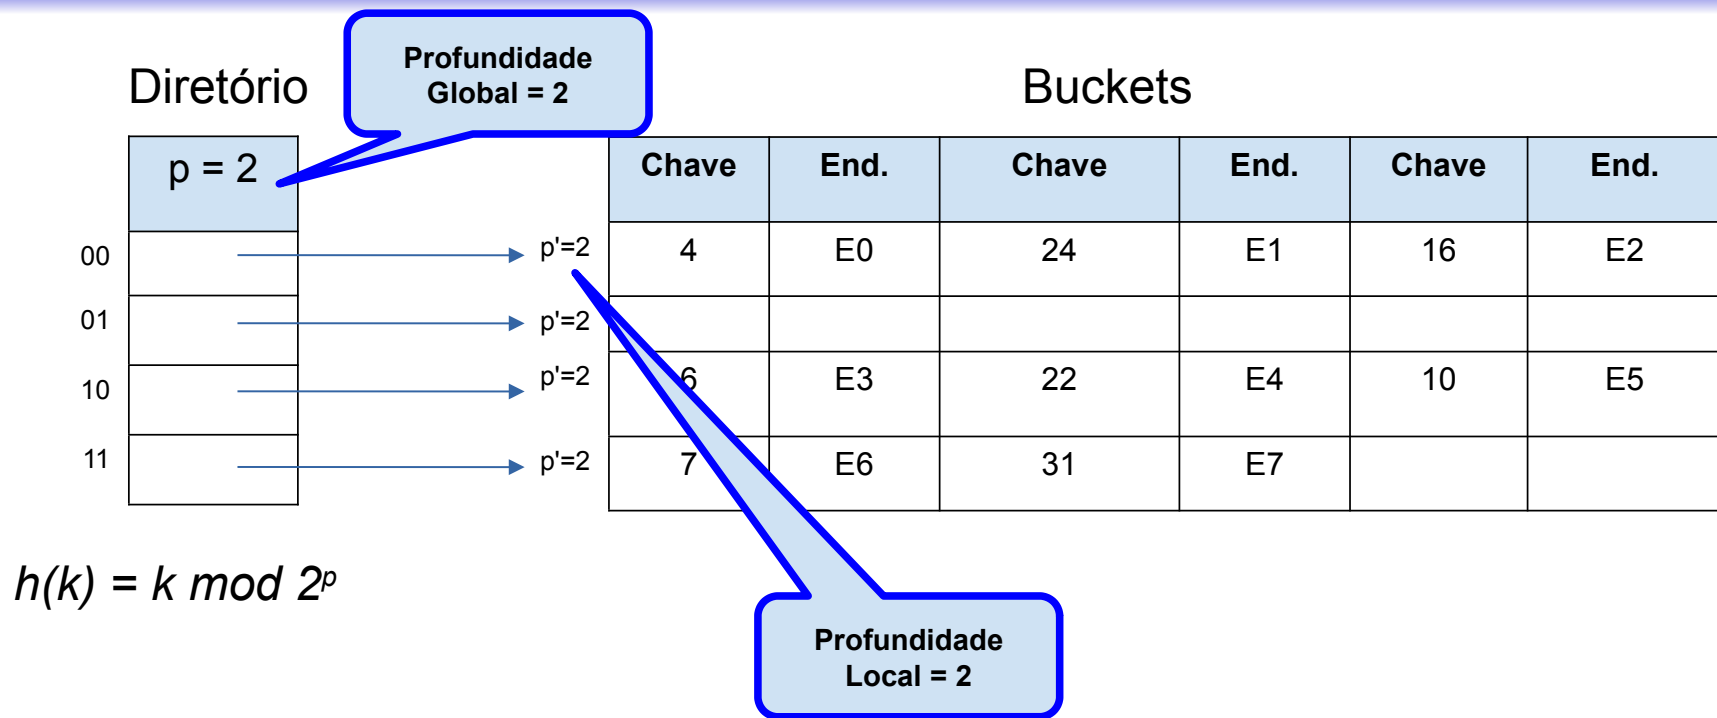 Profundidade
Global = 2
Diretório
Buckets
p = 2
Chave End. Chave End. Chave End.
00 p'=2 4 E0 24 E1 16 E2
01 p'=2
10 p'=2 6 E3 22 E4 10 E5
11 p'=2 7 E6 31 E7
h(k) = k mod 2ᵖ
Profundidade
Local = 2